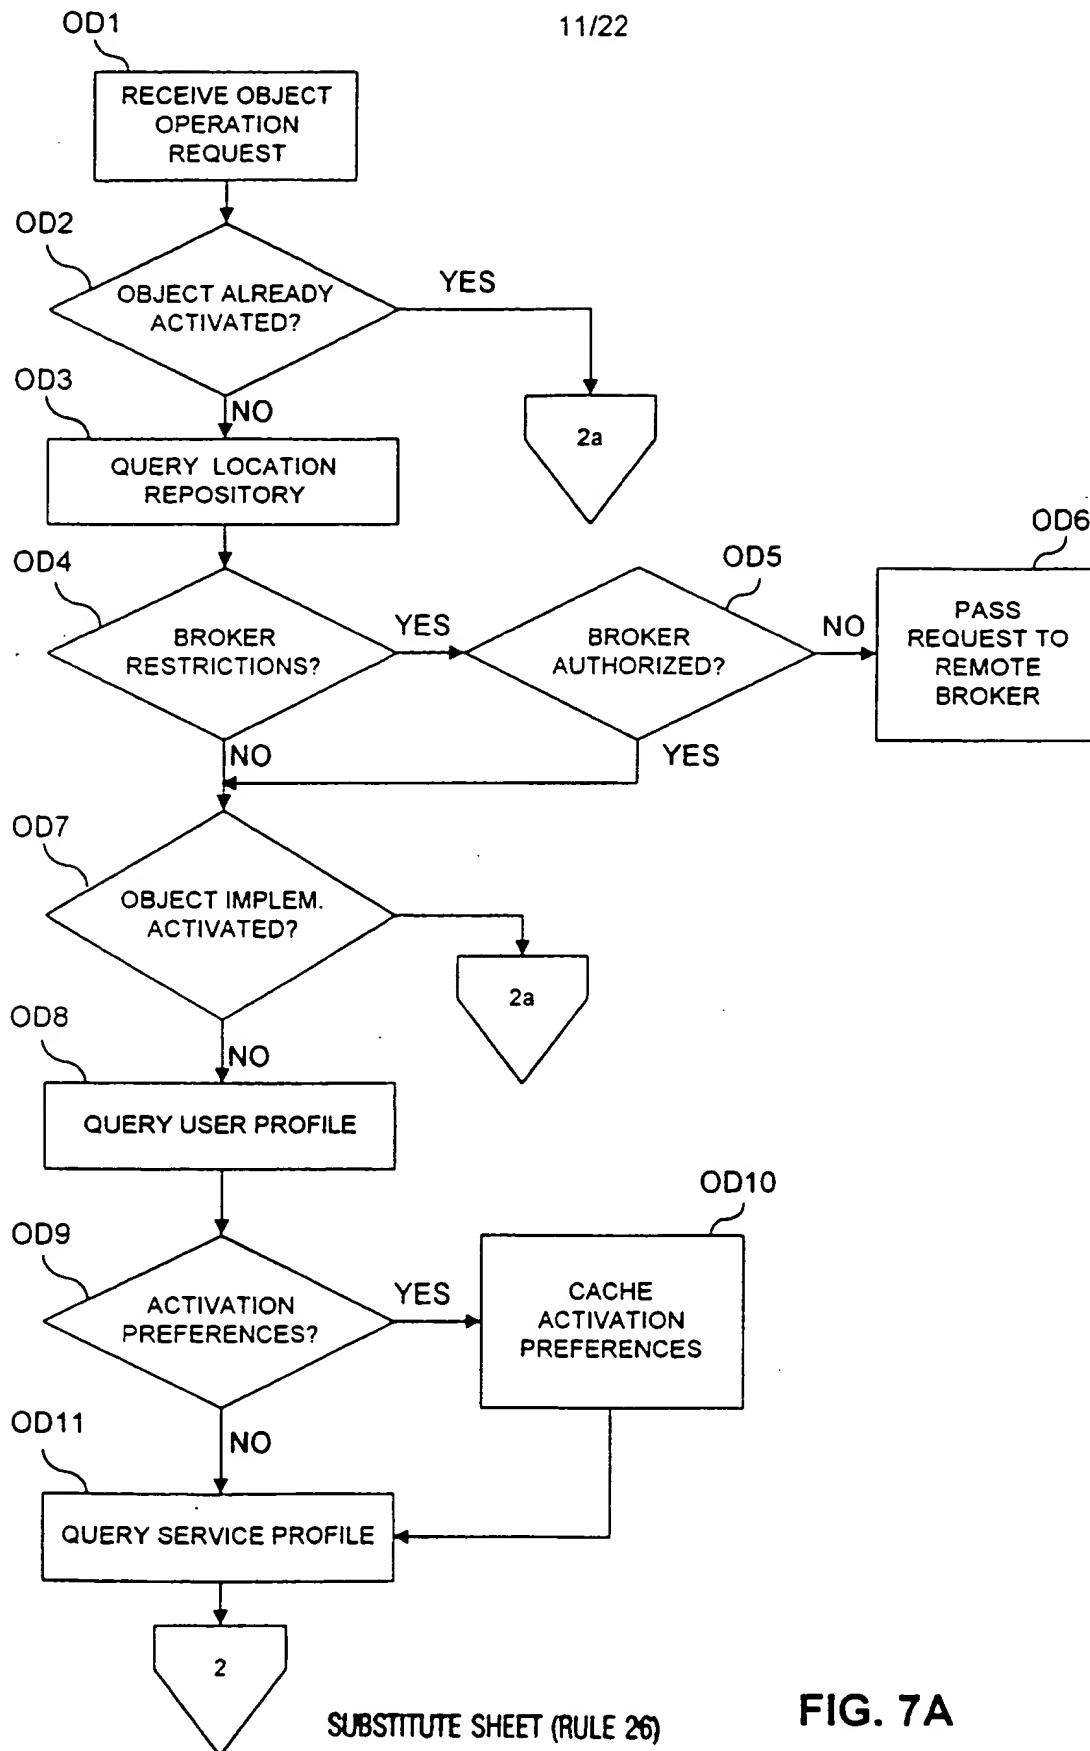 11/22
OD1
RECEIVE OBJECT
OPERATION
REQUEST
OD2
OBJECT ALREADY
ACTIVATED?
YES
2a
NO
OD3
QUERY LOCATION
REPOSITORY
OD4
BROKER
RESTRICTIONS?
YES
OD5
BROKER
AUTHORIZED?
NO
OD6
PASS
REQUEST TO
REMOTE
BROKER
NO
YES
OD7
OBJECT IMPLEM.
ACTIVATED?
2a
NO
OD8
QUERY USER PROFILE
OD9
ACTIVATION
PREFERENCES?
YES
OD10
CACHE
ACTIVATION
PREFERENCES
NO
OD11
QUERY SERVICE PROFILE
2
SUBSTITUTE SHEET (RULE 26)
FIG. 7A